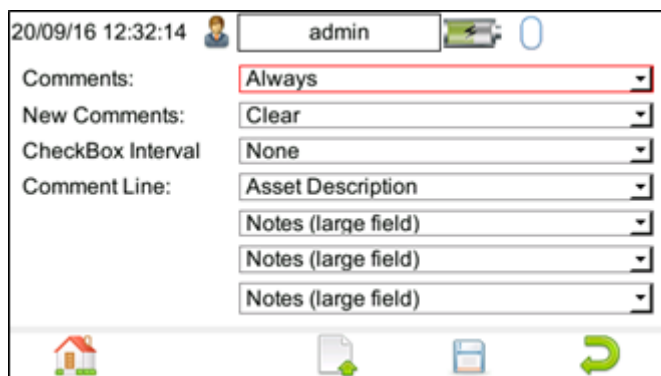 20/09/16 12:32:14 admin
Comments: Always
New Comments: Clear
CheckBox Interval None
Comment Line: Asset Description
Notes (large field)
Notes (large field)
Notes (large field)